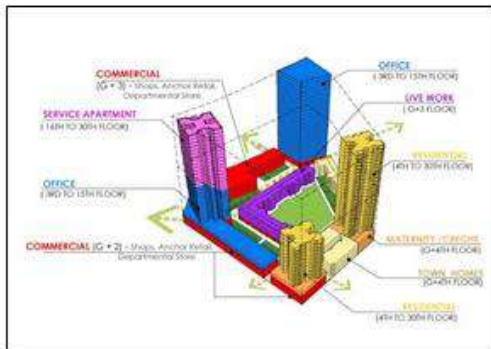 OFFICE
(3RD TO 15TH FLOOR)
COMMERCIAL
(G + 3) – Shops, Anchor Retail,
Departmental Store
LIVE WORK
(G+3 FLOOR)
SERVICE APARTMENT
(16TH TO 30TH FLOOR)
RESIDENTIAL
(4TH TO 30TH FLOOR)
OFFICE
(3RD TO 15TH FLOOR)
MATERNITY /CRECHE
(G+4TH FLOOR)
COMMERCIAL (G + 2) – Shops, Anchor Retail,
Departmental Store
TOWN HOMES
(G+4TH FLOOR)
RESIDENTIAL
(4TH TO 30TH FLOOR)